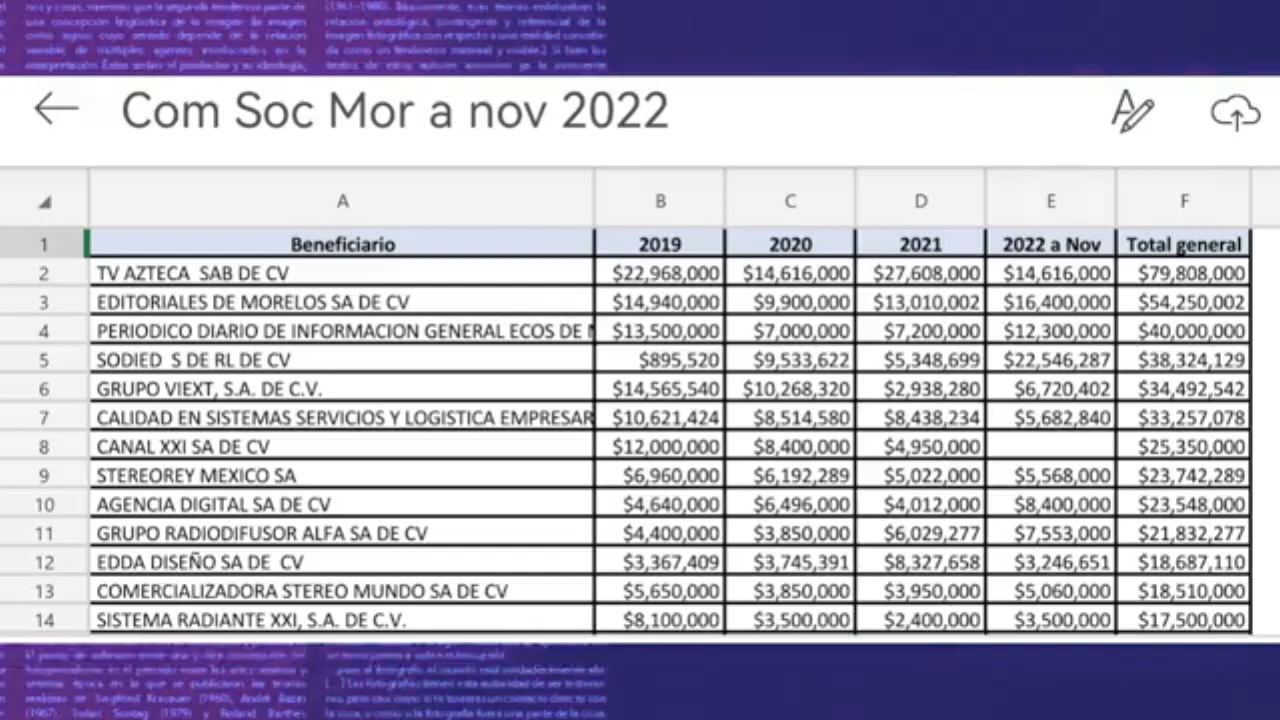 Com Soc Mor a nov 2022
A B C D E F
1 Beneficiario 2019 2020 2021 2022 a Nov Total general
2 TV AZTECA SAB DE CV $22,968,000 $14,616,000 $27,608,000 $14,616,000 $79,808,000
3 EDITORIALES DE MORELOS SA DE CV $14,940,000 $9,900,000 $13,010,002 $16,400,000 $54,250,002
4 PERIODICO DIARIO DE INFORMACION GENERAL ECOS DE $13,500,000 $7,000,000 $7,200,000 $12,300,000 $40,000,000
5 SODIED S DE RL DE CV $895,520 $9,533,622 $5,348,699 $22,546,287 $38,324,129
6 GRUPO VIEXT, S.A. DE C.V. $14,565,540 $10,268,320 $2,938,280 $6,720,402 $34,492,542
7 CALIDAD EN SISTEMAS SERVICIOS Y LOGISTICA EMPRESAR $10,621,424 $8,514,580 $8,438,234 $5,682,840 $33,257,078
8 CANAL XXI SA DE CV $12,000,000 $8,400,000 $4,950,000 $25,350,000
9 STEREOREY MEXICO SA $6,960,000 $6,192,289 $5,022,000 $5,568,000 $23,742,289
10 AGENCIA DIGITAL SA DE CV $4,640,000 $6,496,000 $4,012,000 $8,400,000 $23,548,000
11 GRUPO RADIODIFUSOR ALFA SA DE CV $4,400,000 $3,850,000 $6,029,277 $7,553,000 $21,832,277
12 EDDA DISEÑO SA DE CV $3,367,409 $3,745,391 $8,327,658 $3,246,651 $18,687,110
13 COMERCIALIZADORA STEREO MUNDO SA DE CV $5,650,000 $3,850,000 $3,950,000 $5,060,000 $18,510,000
14 SISTEMA RADIANTE XXI, S.A. DE C.V. $8,100,000 $3,500,000 $2,400,000 $3,500,000 $17,500,000